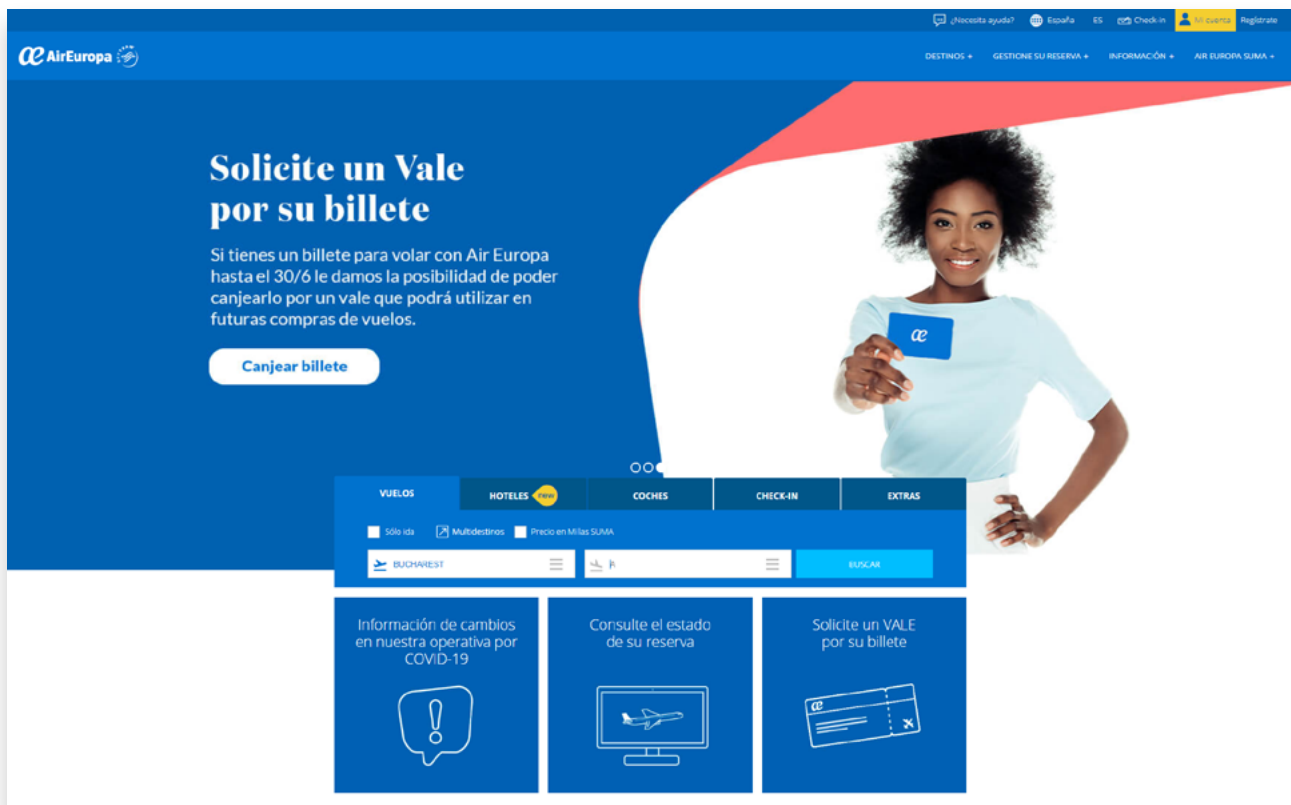 ¿Necesita ayuda? España ES Check-in Mi cuenta Regístrate
æ AirEuropa
DESTINOS + GESTIONE SU RESERVA + INFORMACIÓN + AIR EUROPA SUMA +
Solicite un Vale
por su billete
Si tienes un billete para volar con Air Europa
hasta el 30/6 le damos la posibilidad de poder
canjearlo por un vale que podrá utilizar en
futuras compras de vuelos.
Canjear billete
æ
VUELOS HOTELES new COCHES CHECK-IN EXTRAS
Sólo ida Multidestinos Precio en Millas SUMA
BUCHAREST A BUSCAR
Información de cambios
en nuestra operativa por
COVID-19
Consulte el estado
de su reserva
Solicite un VALE
por su billete
æ